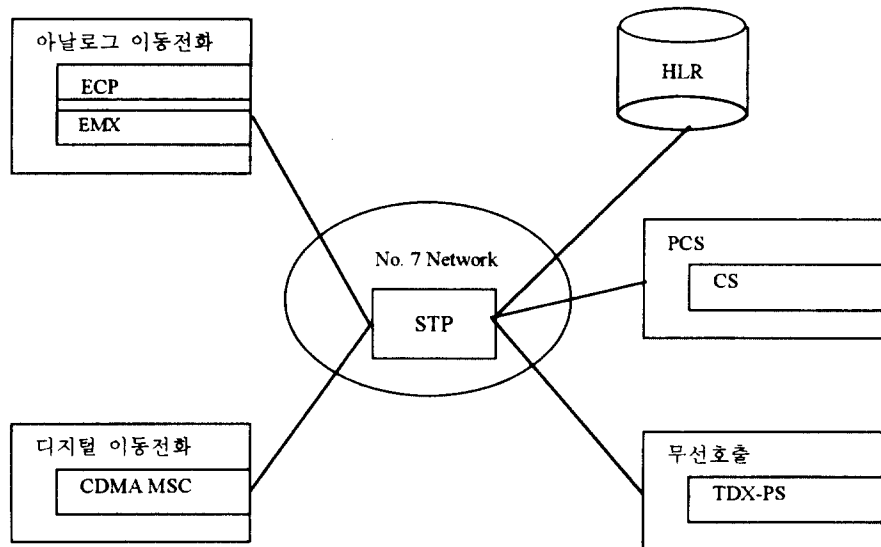 아날로그 이동전화
ECP
EMX
HLR
No. 7 Network
STP
PCS
CS
디지털 이동전화
CDMA MSC
무선호출
TDX-PS